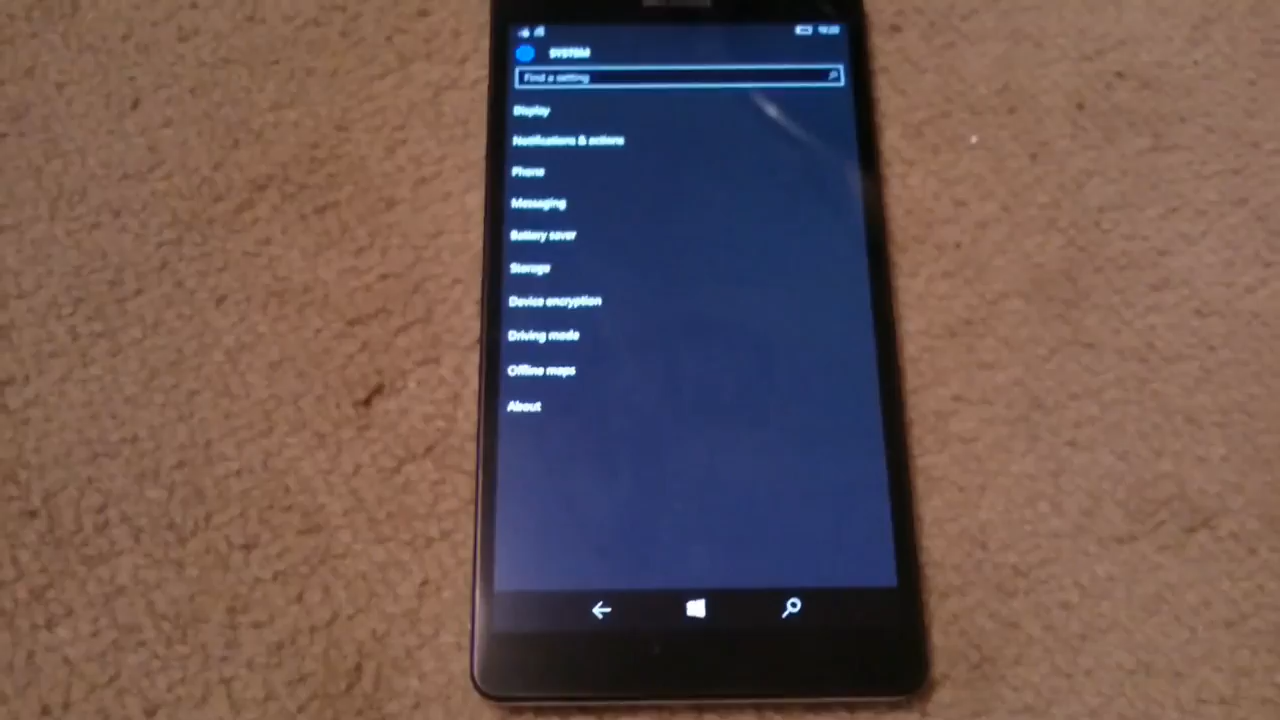 SYSTEM
Find a setting
Display
Notifications & actions
Phone
Messaging
Battery saver
Storage
Device encryption
Driving mode
Offline maps
About